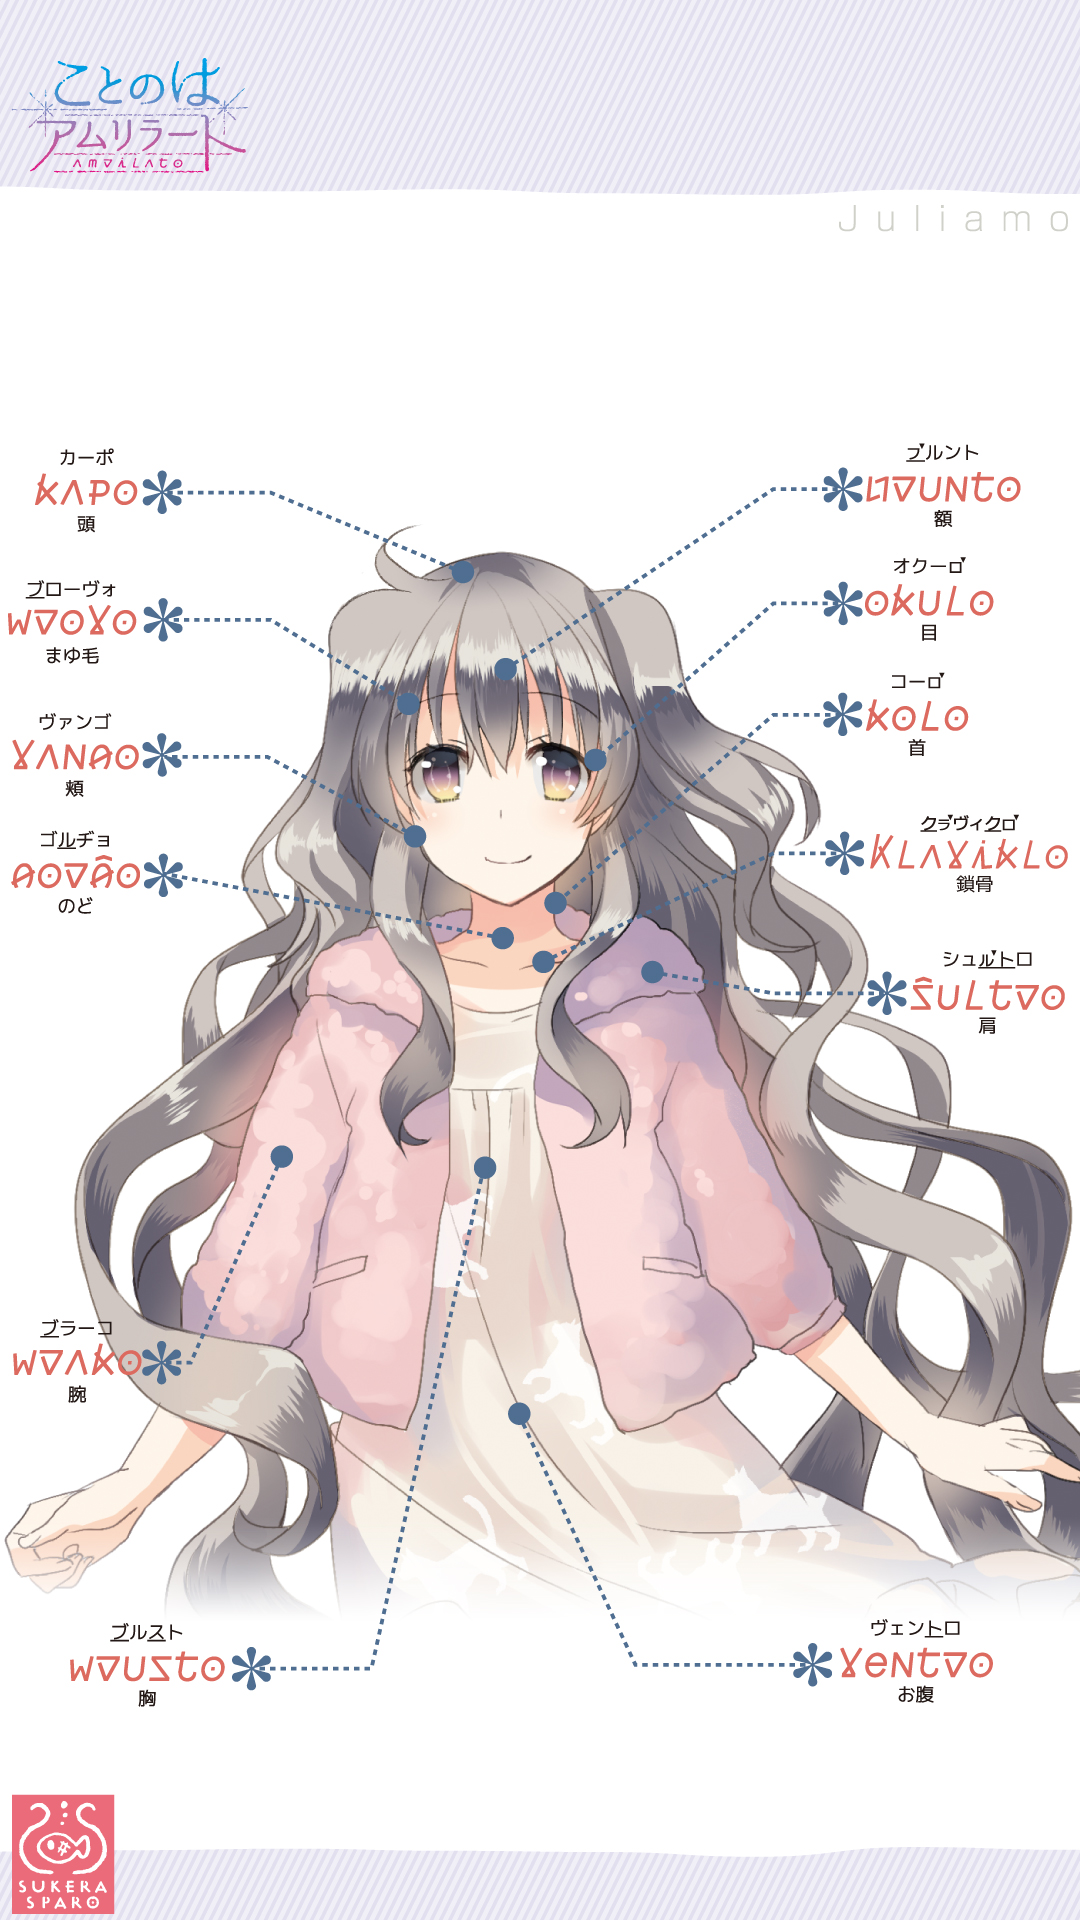 ことのは
アムリラート
AMRILATO
Juliamo
カーポ
KAPO
頭
ブローヴォ
BROVO
まゆ毛
ヴァンゴ
VANGO
頬
ゴルヂョ
GORĜO
のど
ブルント
FRUNTO
額
オクーロ
OKULO
目
コーロ
KOLO
首
クラヴィクロ
KLAVIKLO
鎖骨
シュルトロ
ŜULTRO
肩
ブラーコ
BRAKO
腕
ブルスト
BRUSTO
胸
ヴェントロ
VENTRO
お腹
SUKERA
SPARO